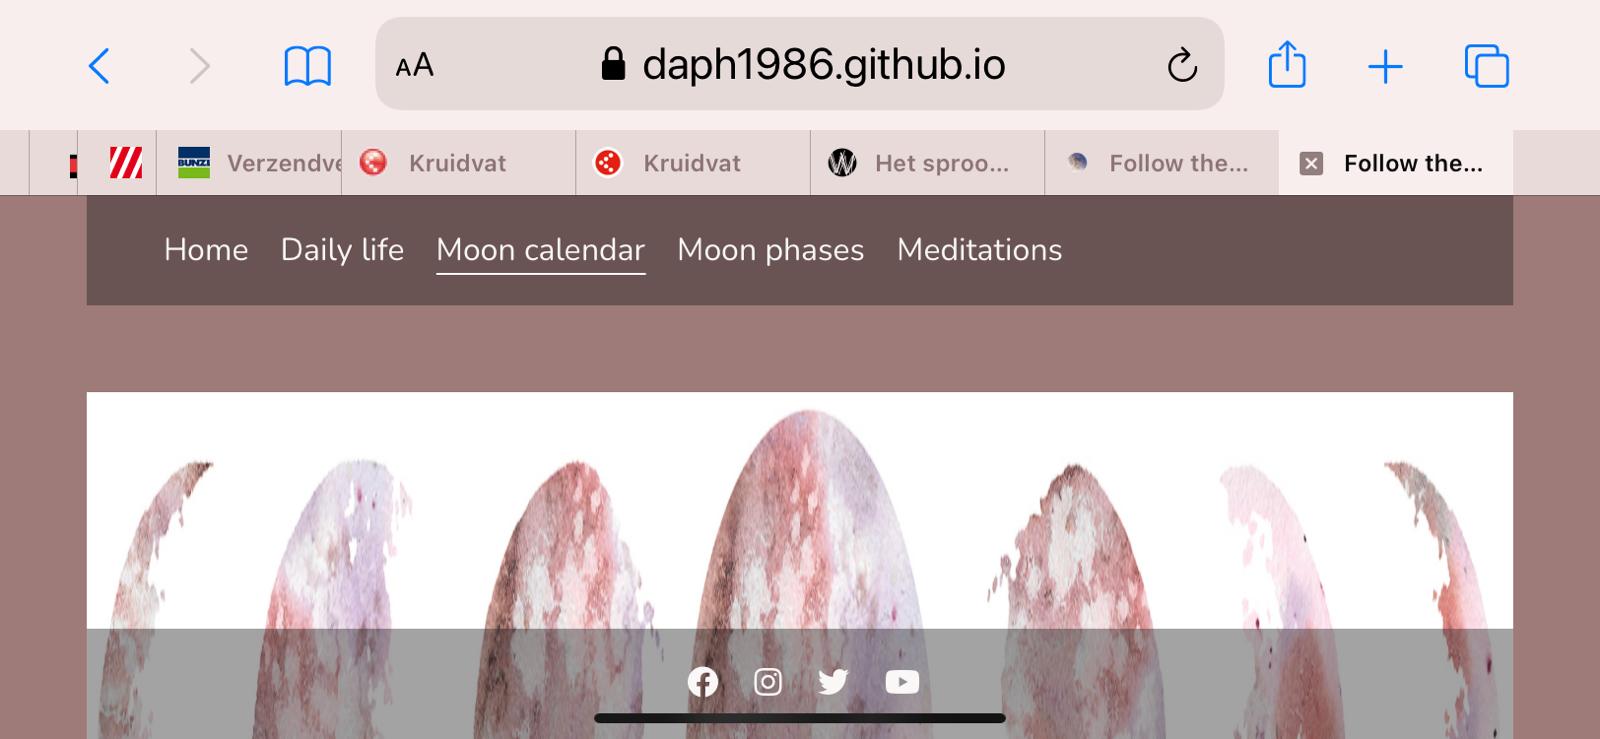 AA daph1986.github.io
BUNZL Verzendve Kruidvat Kruidvat Het sproo... Follow the... Follow the...
Home Daily life Moon calendar Moon phases Meditations